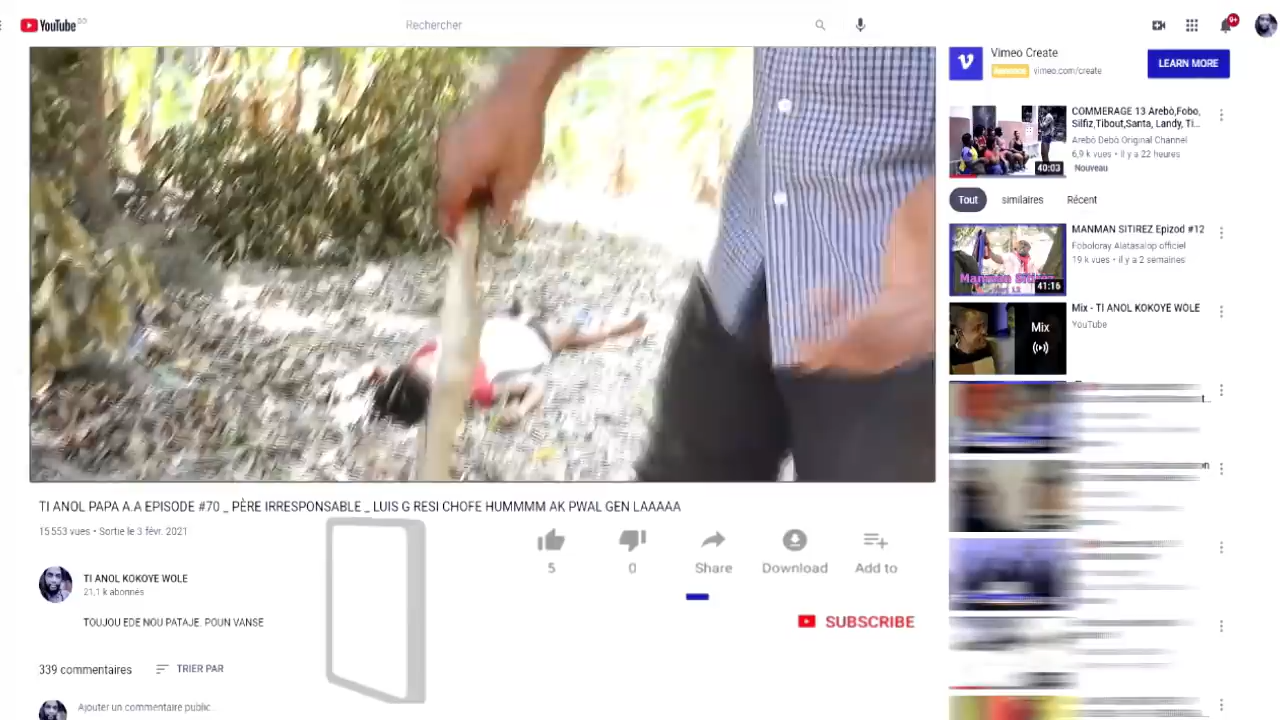 YouTube
Rechercher
9+
Vimeo Create
Annonce vimeo.com/create
LEARN MORE
COMMERAGE 13 Arebò,Fobo,
Silfiz,Tibout,Santa, Landy, Ti...
Arebò Debò Original Channel
6,9 k vues • Il y a 22 heures
Nouveau
40:03
Tout similaires Récent
MANMAN SITIREZ Epizod #12
Foboloray Alatasalop officiel
19 k vues • il y a 2 semaines
41:16
Mix - TI ANOL KOKOYE WOLE
YouTube
Mix
TI ANOL PAPA A.A EPISODE #70 _ PÈRE IRRESPONSABLE _ LUIS G RESI CHOFE HUMMMM AK PWAL GEN LAAAAA
15 553 vues • Sortie le 3 févr. 2021
5 0 Share Download Add to
TI ANOL KOKOYE WOLE
21,1 k abonnés
SUBSCRIBE
TOUJOU EDE NOU PATAJE. POUN VANSE
339 commentaires TRIER PAR
Ajouter un commentaire public...